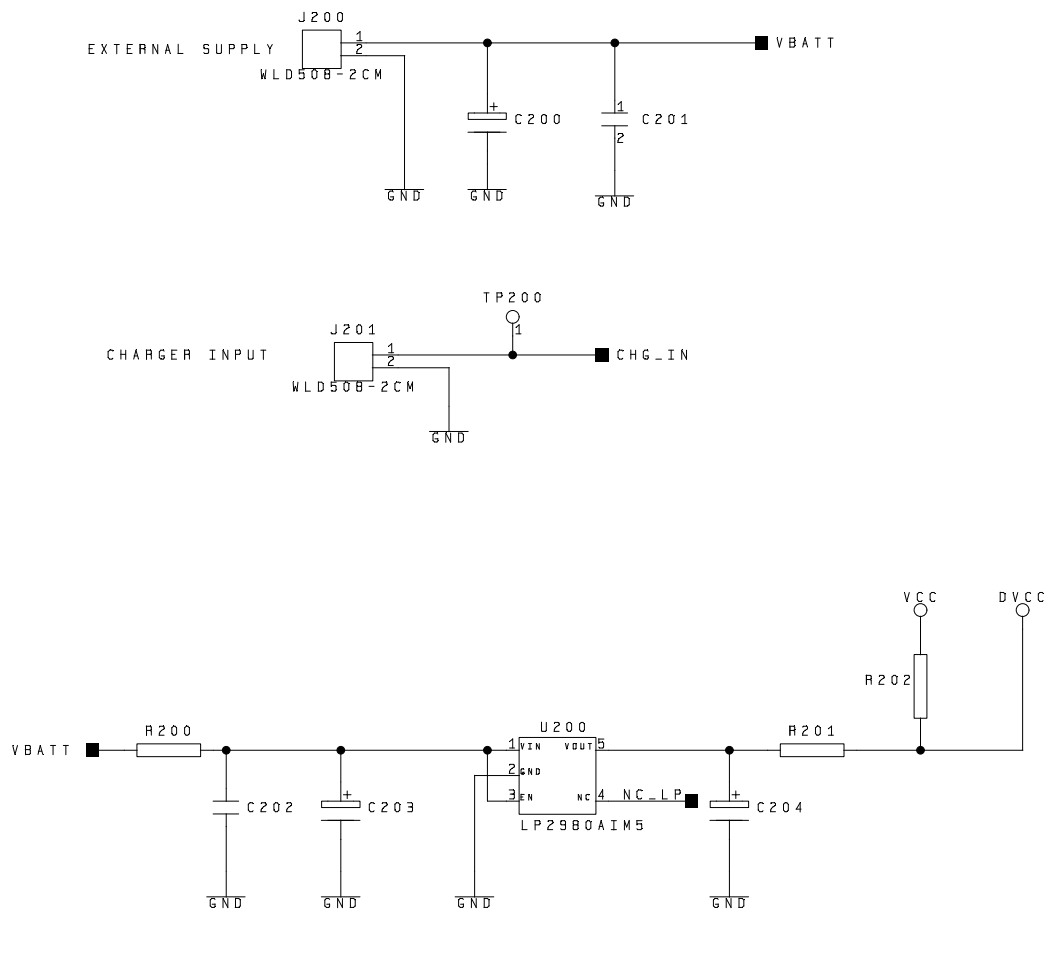 J200
EXTERNAL SUPPLY
1
2
VBATT
WLD508-2CM
+
C200
1
C201
2
GND
GND
GND
TP200
1
J201
CHARGER INPUT
1
2
CHG_IN
WLD508-2CM
GND
VCC
DVCC
R202
VBATT
R200
U200
R201
1 VIN VOUT 5
2 GND
3 EN NC 4 NC_LP
LP2980AIM5
C202
+
C203
+
C204
GND
GND
GND
GND